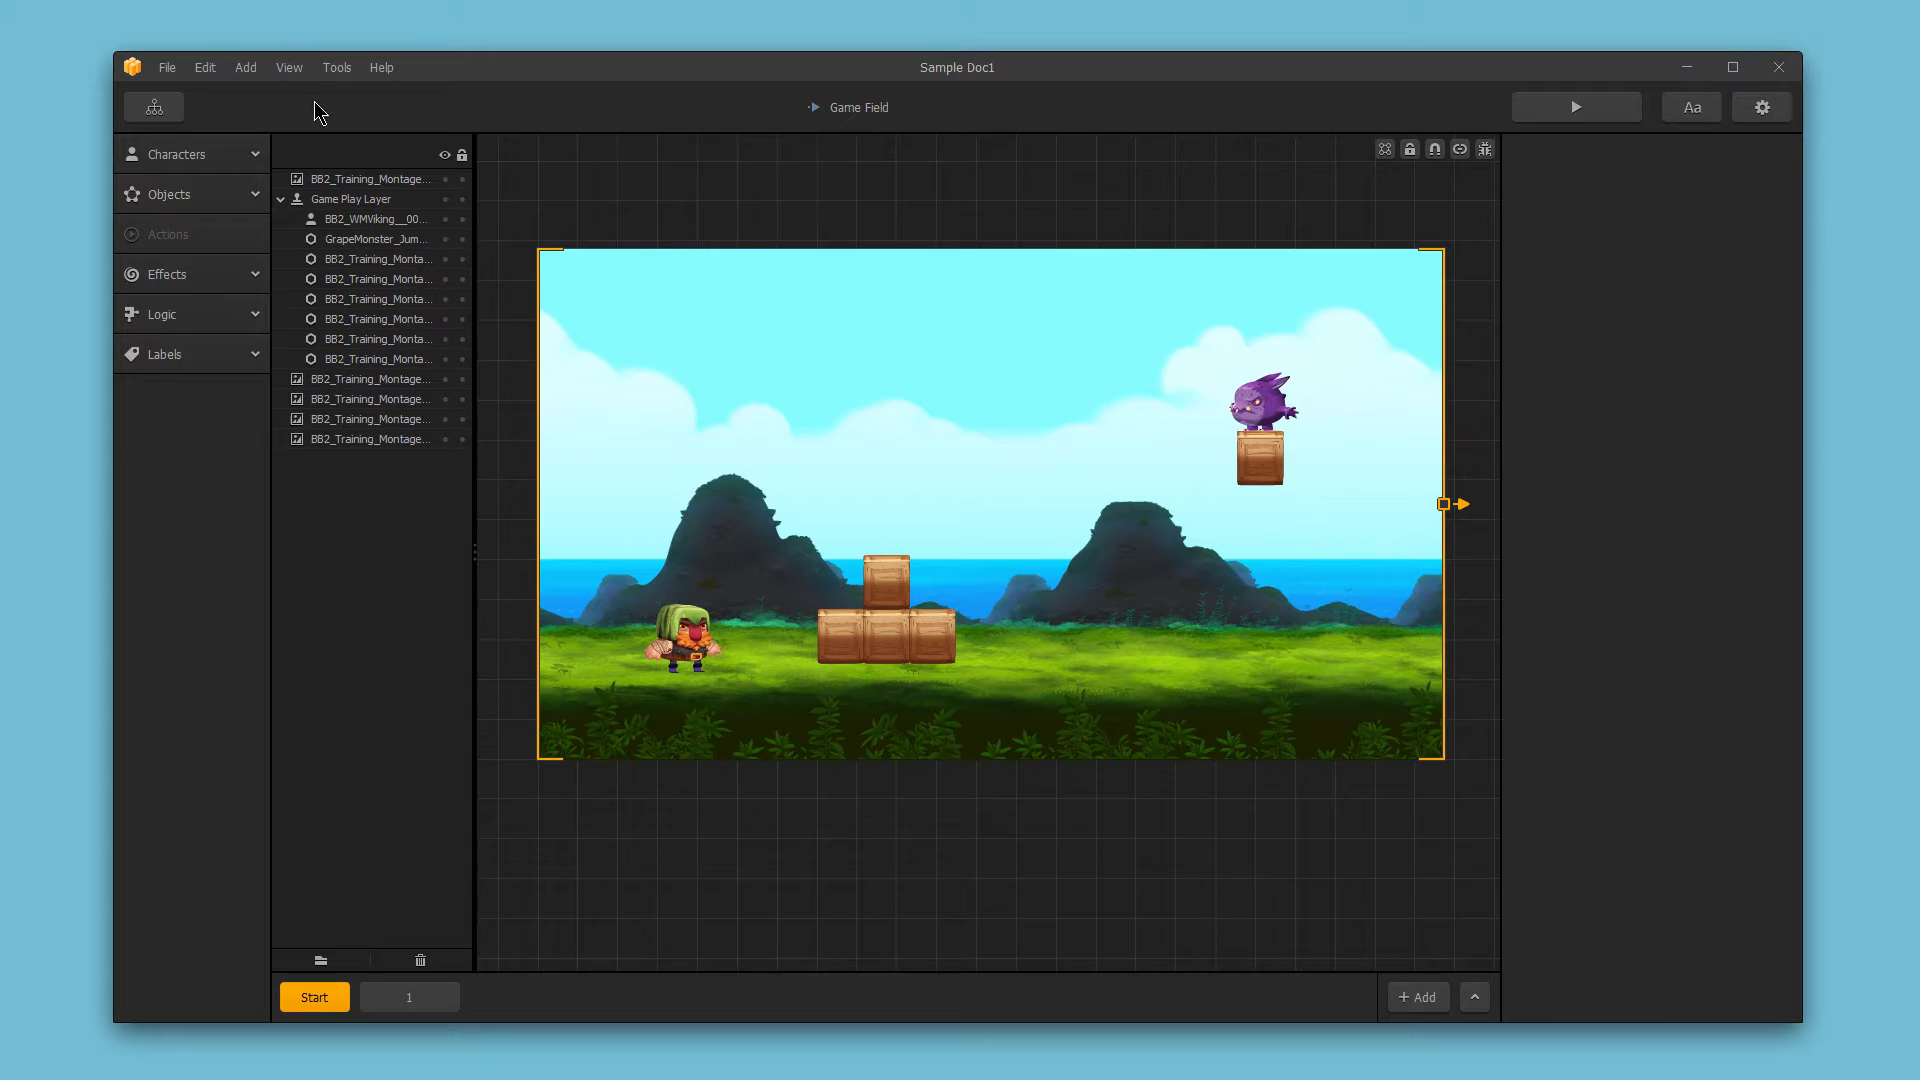 File Edit Add View Tools Help
Sample Doc1
Game Field
Aa
Characters
Objects
Actions
Effects
Logic
Labels
BB2_Training_Montage...
Game Play Layer
BB2_WMViking__00...
GrapeMonster_Jum...
BB2_Training_Monta...
BB2_Training_Monta...
BB2_Training_Monta...
BB2_Training_Monta...
BB2_Training_Monta...
BB2_Training_Monta...
BB2_Training_Montage...
BB2_Training_Montage...
BB2_Training_Montage...
BB2_Training_Montage...
Start
1
+ Add